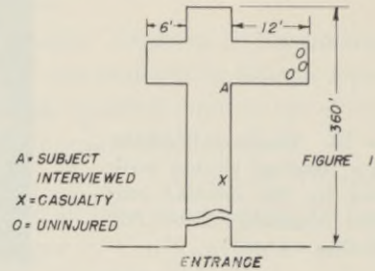 6'
12'
O
O
O
A
A = SUBJECT
INTERVIEWED
X = CASUALTY
O = UNINJURED
X
360'
FIGURE 1
ENTRANCE